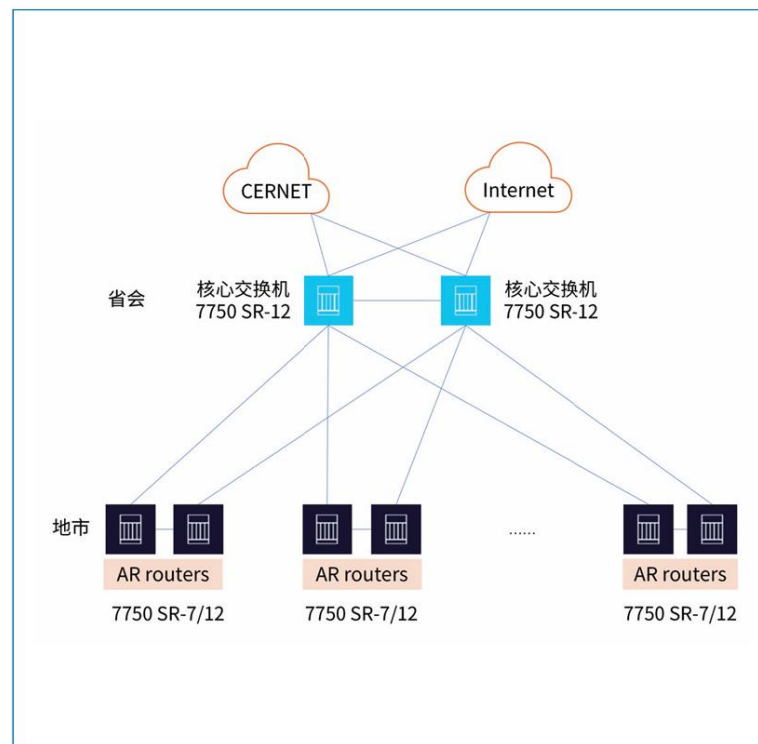 CERNET
Internet
省会
核心交换机
7750 SR-12
核心交换机
7750 SR-12
地市
......
AR routers
AR routers
AR routers
7750 SR-7/12
7750 SR-7/12
7750 SR-7/12